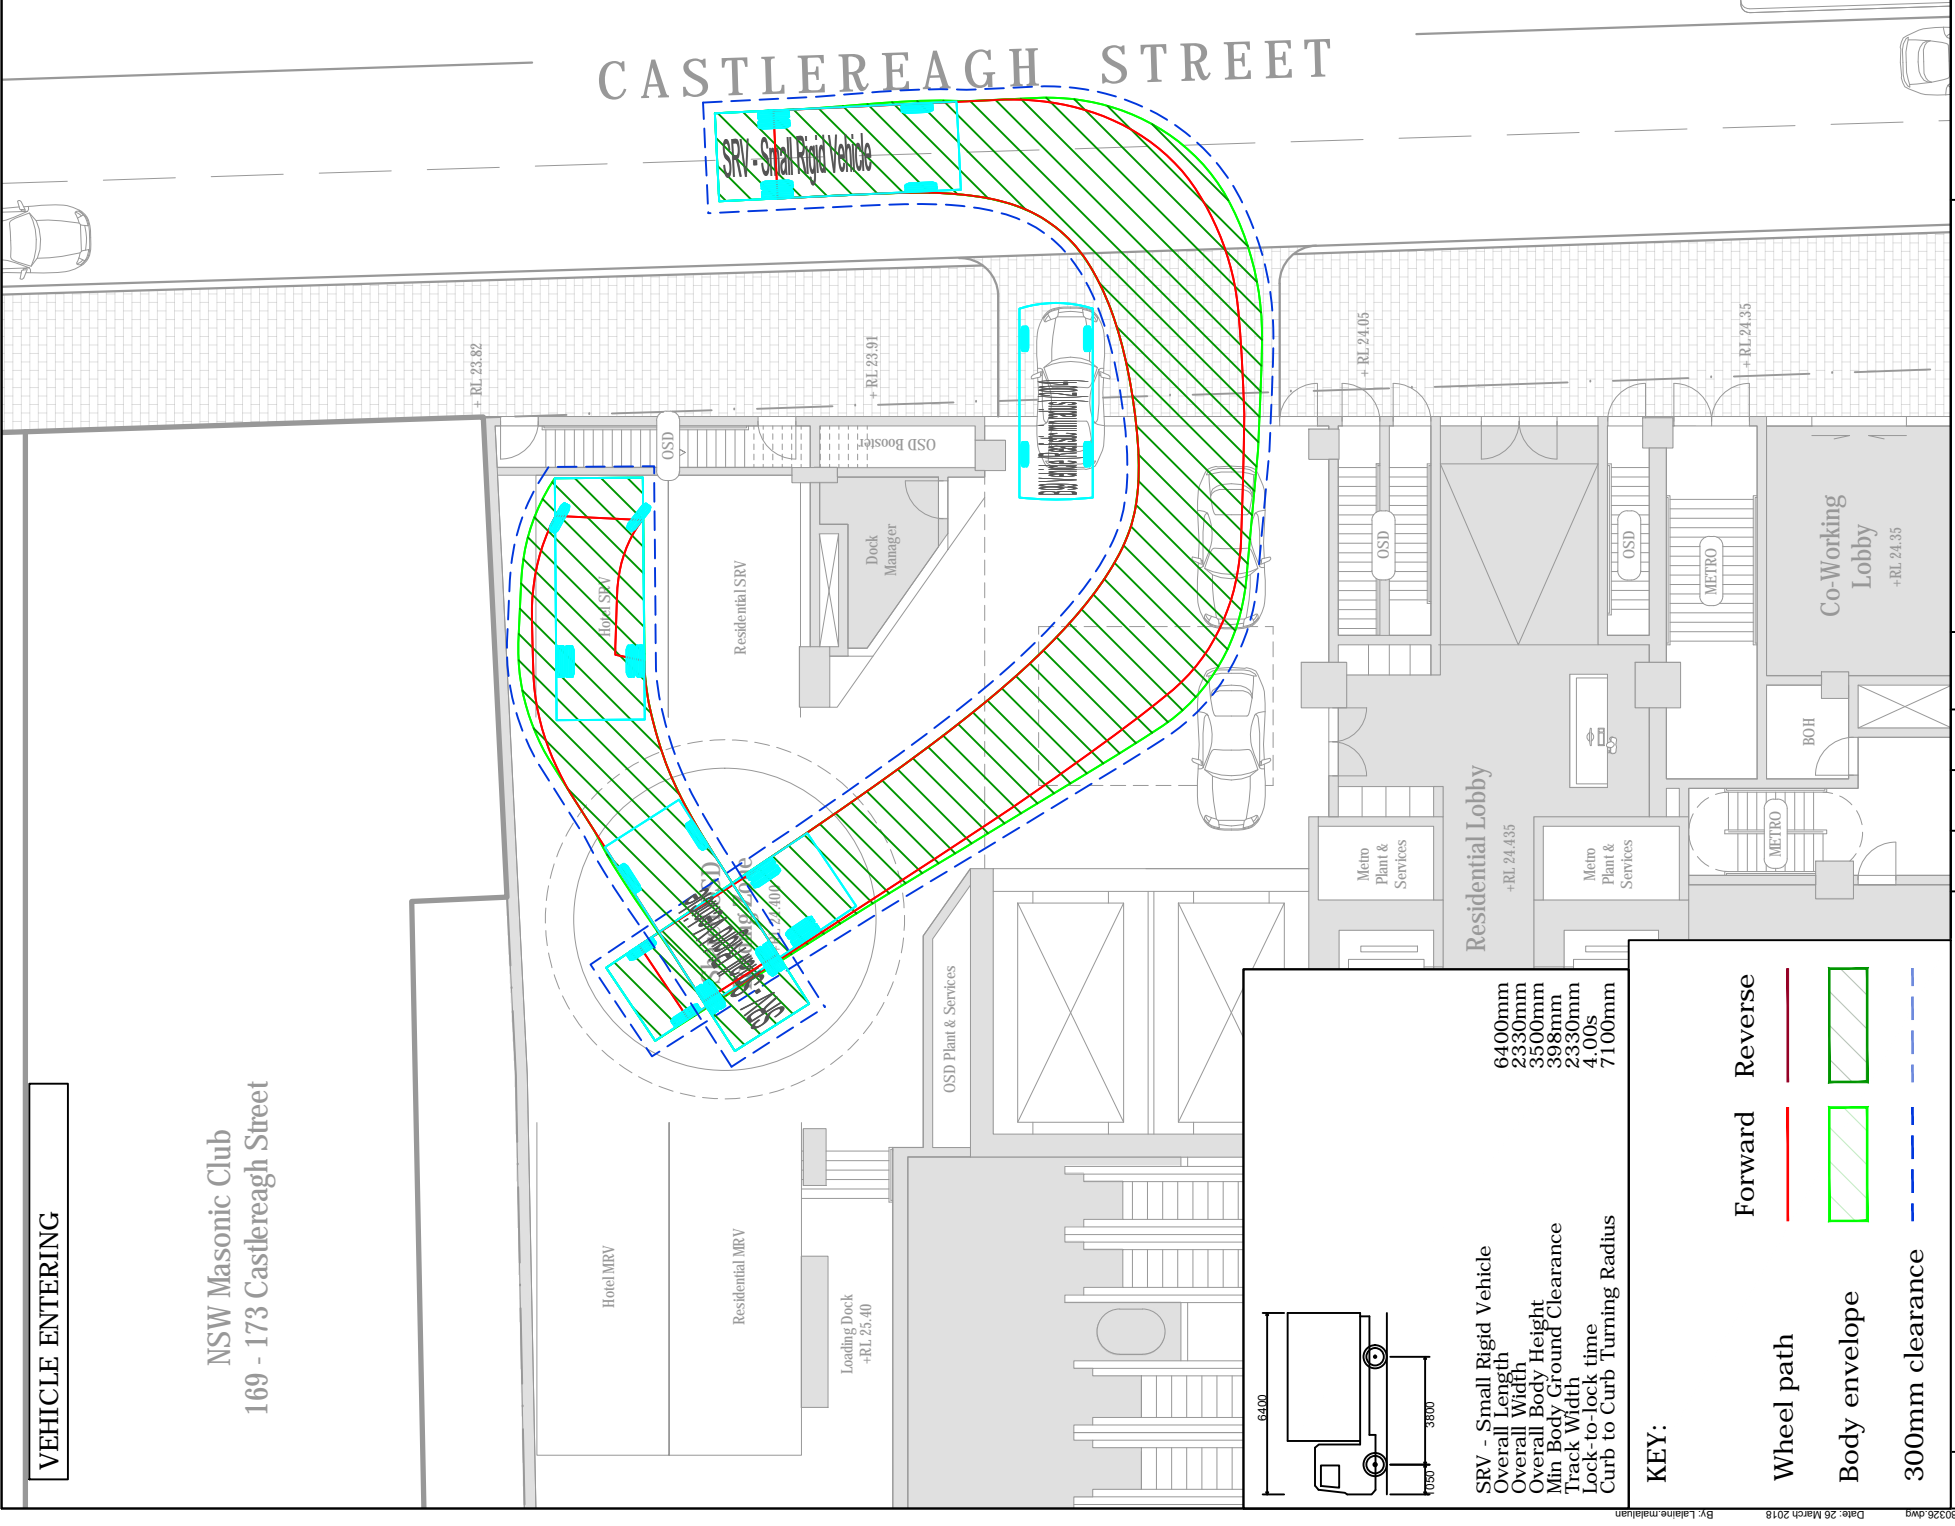 CASTLEREAGH STREET
SRV - Small Rigid Vehicle
+ RL 23.82
+ RL 23.91
+ RL 24.05
+ RL 24.35
OSD
OSD Booster
Dock
Manager
Hotel SRV
Residential SRV
OSD
OSD
METRO
Co-Working
Lobby
+RL 24.35
BOH
METRO
Residential Lobby
+RL 24.435
Metro
Plant &
Services
Metro
Plant &
Services
OSD Plant & Services
Hotel MRV
Residential MRV
Loading Dock
+RL 25.40
NSW Masonic Club
169 - 173 Castlereagh Street
VEHICLE ENTERING
6400
1050
3800
SRV - Small Rigid Vehicle
Overall Length 6400mm
Overall Width 2330mm
Overall Body Height 3500mm
Min Body Ground Clearance 398mm
Track Width 2330mm
Lock-to-lock time 4.00s
Curb to Curb Turning Radius 7100mm
KEY:
Forward Reverse
Wheel path
Body envelope
300mm clearance
By: Lalaine.malaluan
Date: 26 March 2018